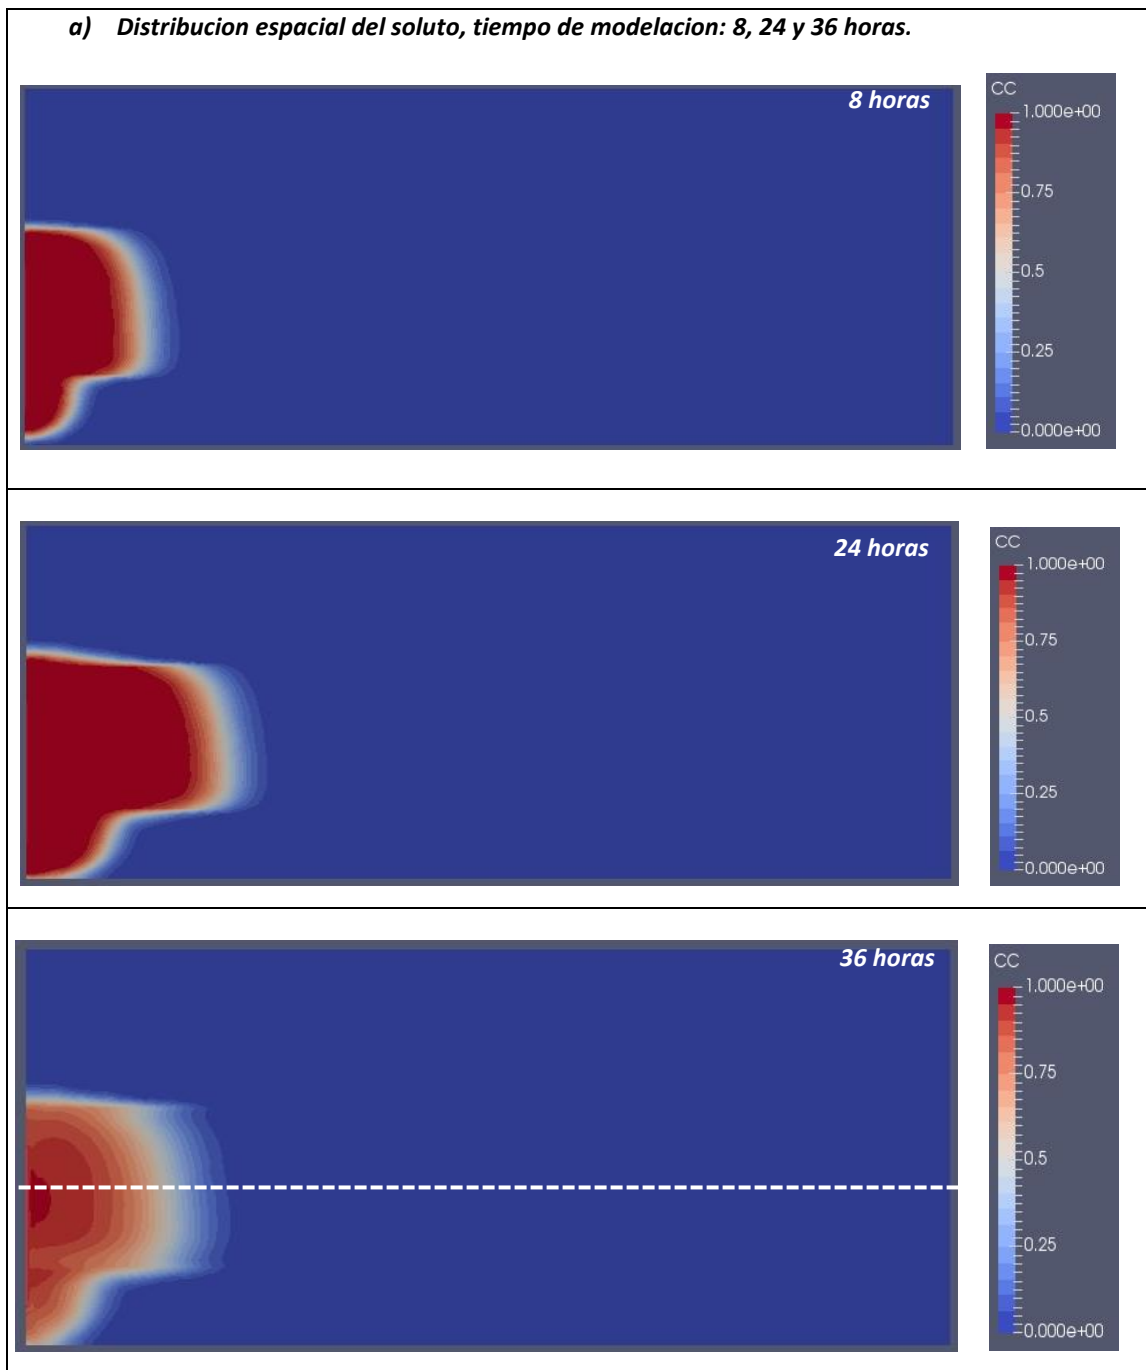 a) Distribucion espacial del soluto, tiempo de modelacion: 8, 24 y 36 horas.
8 horas
CC
1.000e+00
0.75
0.5
0.25
0.000e+00
24 horas
CC
1.000e+00
0.75
0.5
0.25
0.000e+00
36 horas
CC
1.000e+00
0.75
0.5
0.25
0.000e+00